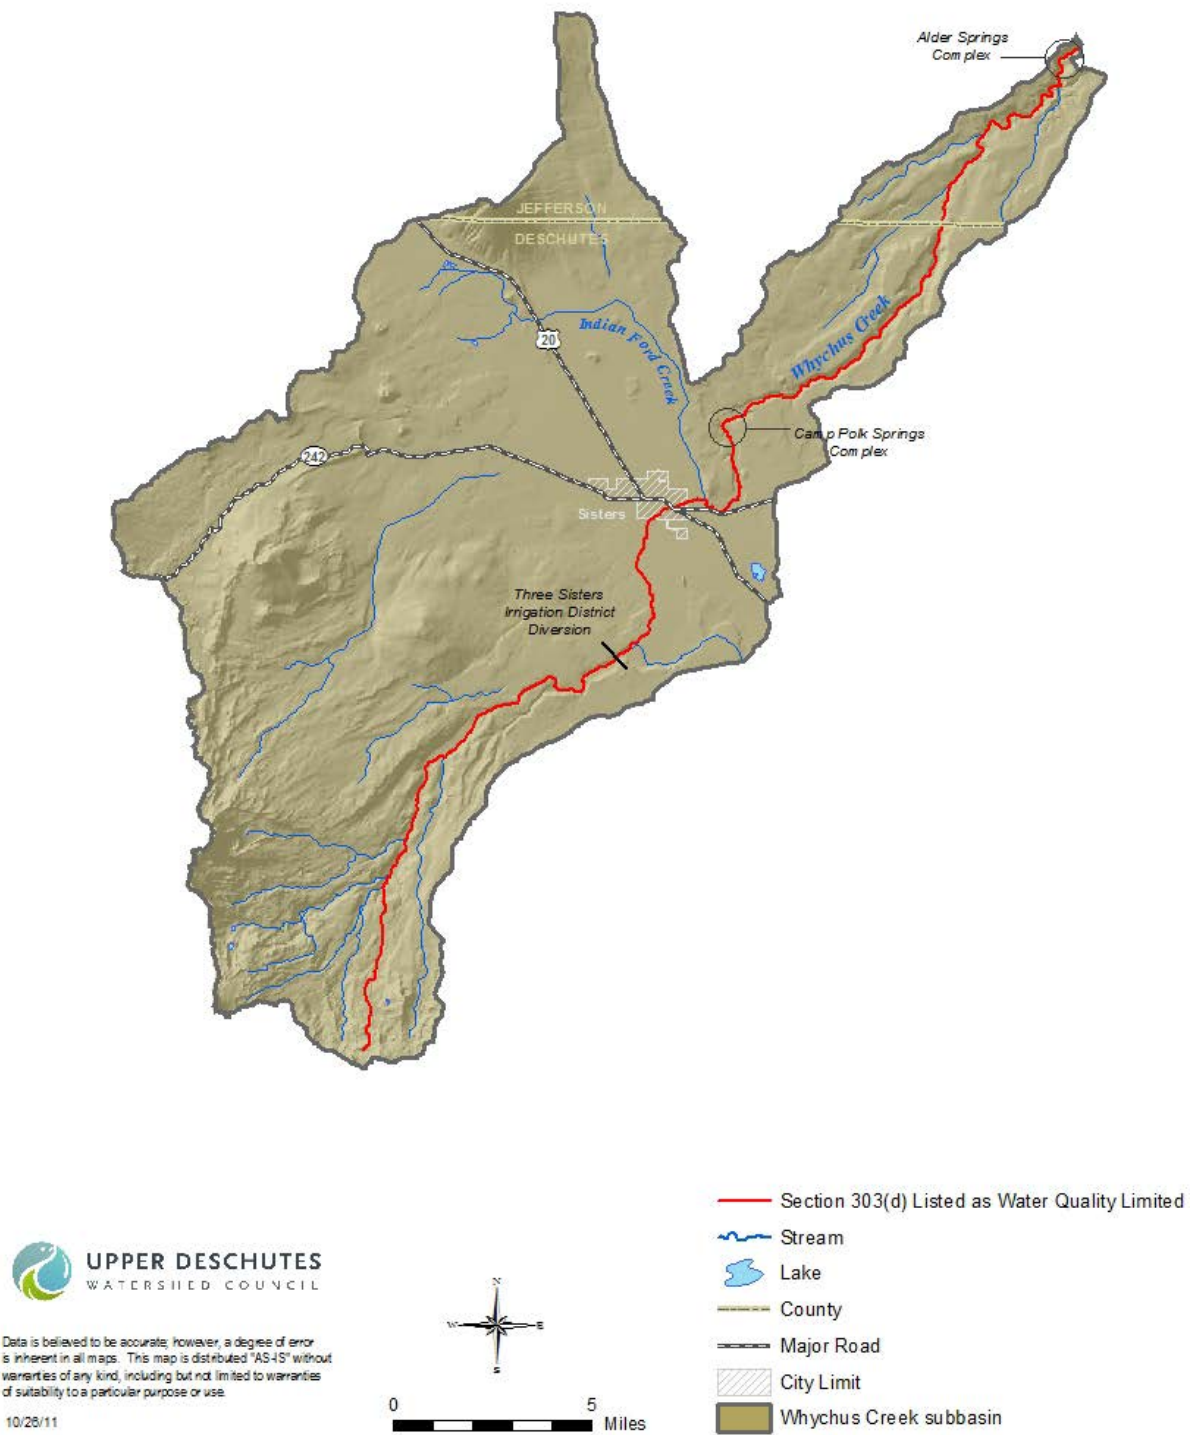 Alder Springs
Complex
JEFFERSON
DESCHUTES
Indian Ford Creek
20
Whychus Creek
Camp Polk Springs
Complex
242
Sisters
Three Sisters
Irrigation District
Diversion
Section 303(d) Listed as Water Quality Limited
Stream
Lake
County
Major Road
City Limit
Whychus Creek subbasin
UPPER DESCHUTES
WATERSHED COUNCIL
N
W
E
S
Data is believed to be accurate; however, a degree of error
is inherent in all maps. This map is distributed "AS-IS" without
warranties of any kind, including but not limited to warranties
of suitability to a particular purpose or use.
10/26/11
0
5
Miles